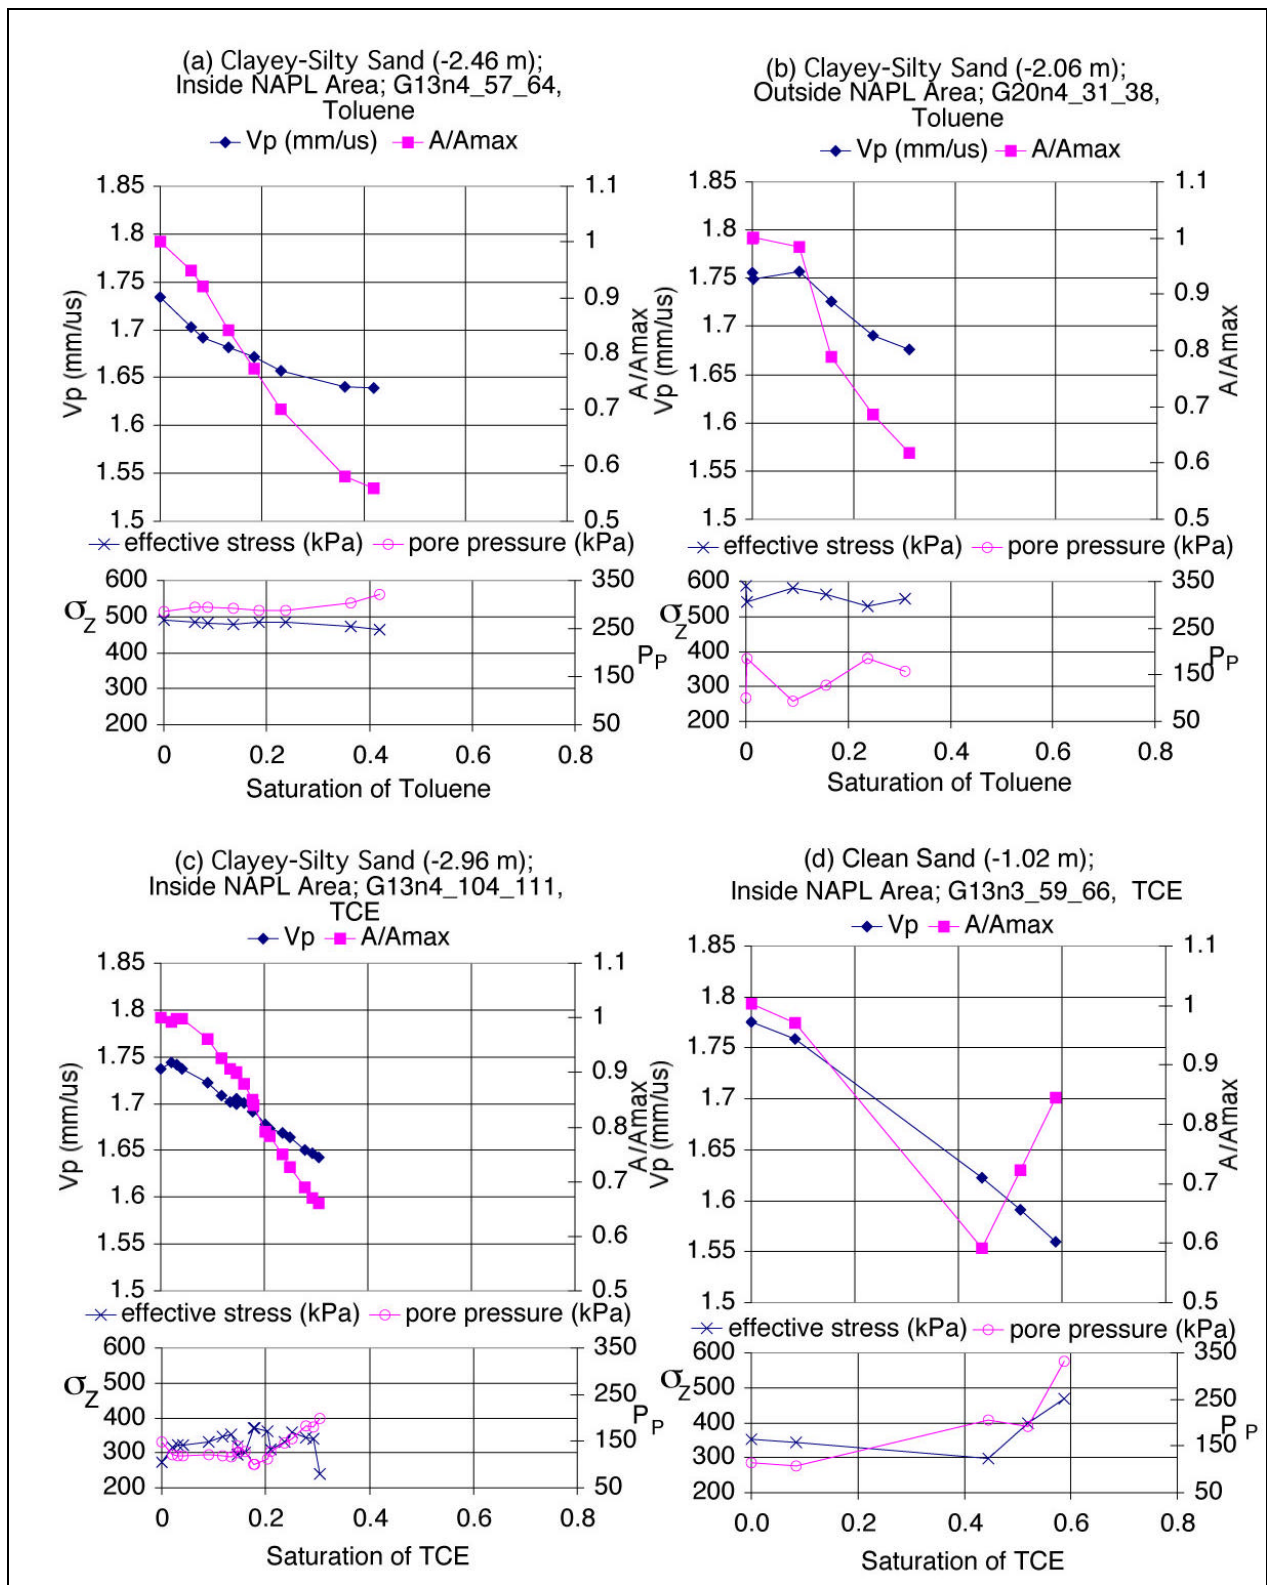 (a) Clayey-Silty Sand (-2.46 m);
Inside NAPL Area; G13n4_57_64,
Toluene
Vp (mm/us) A/Amax
1.85
1.8
1.75
1.7
1.65
1.6
1.55
1.5
Vp (mm/us)
1.1
1
0.9
0.8
0.7
0.6
0.5
A/Amax
effective stress (kPa) pore pressure (kPa)
600
500
400
300
200
σZ
350
250
150
50
PP
0 0.2 0.4 0.6 0.8
Saturation of Toluene
(b) Clayey-Silty Sand (-2.06 m);
Outside NAPL Area; G20n4_31_38,
Toluene
Vp (mm/us) A/Amax
1.85
1.8
1.75
1.7
1.65
1.6
1.55
1.5
Vp (mm/us)
1.1
1
0.9
0.8
0.7
0.6
0.5
A/Amax
effective stress (kPa) pore pressure (kPa)
600
500
400
300
200
σZ
350
250
150
50
PP
0 0.2 0.4 0.6 0.8
Saturation of Toluene
(c) Clayey-Silty Sand (-2.96 m);
Inside NAPL Area; G13n4_104_111,
TCE
Vp A/Amax
1.85
1.8
1.75
1.7
1.65
1.6
1.55
1.5
Vp (mm/us)
1.1
1
0.9
0.8
0.7
0.6
0.5
A/Amax
effective stress (kPa) pore pressure (kPa)
600
500
400
300
200
σZ
350
250
150
50
PP
0 0.2 0.4 0.6 0.8
Saturation of TCE
(d) Clean Sand (-1.02 m);
Inside NAPL Area; G13n3_59_66, TCE
Vp A/Amax
1.85
1.8
1.75
1.7
1.65
1.6
1.55
1.5
Vp (mm/us)
1.1
1
0.9
0.8
0.7
0.6
0.5
A/Amax
effective stress (kPa) pore pressure (kPa)
600
500
400
300
200
σZ
350
250
150
50
P P
0.0 0.2 0.4 0.6 0.8
Saturation of TCE